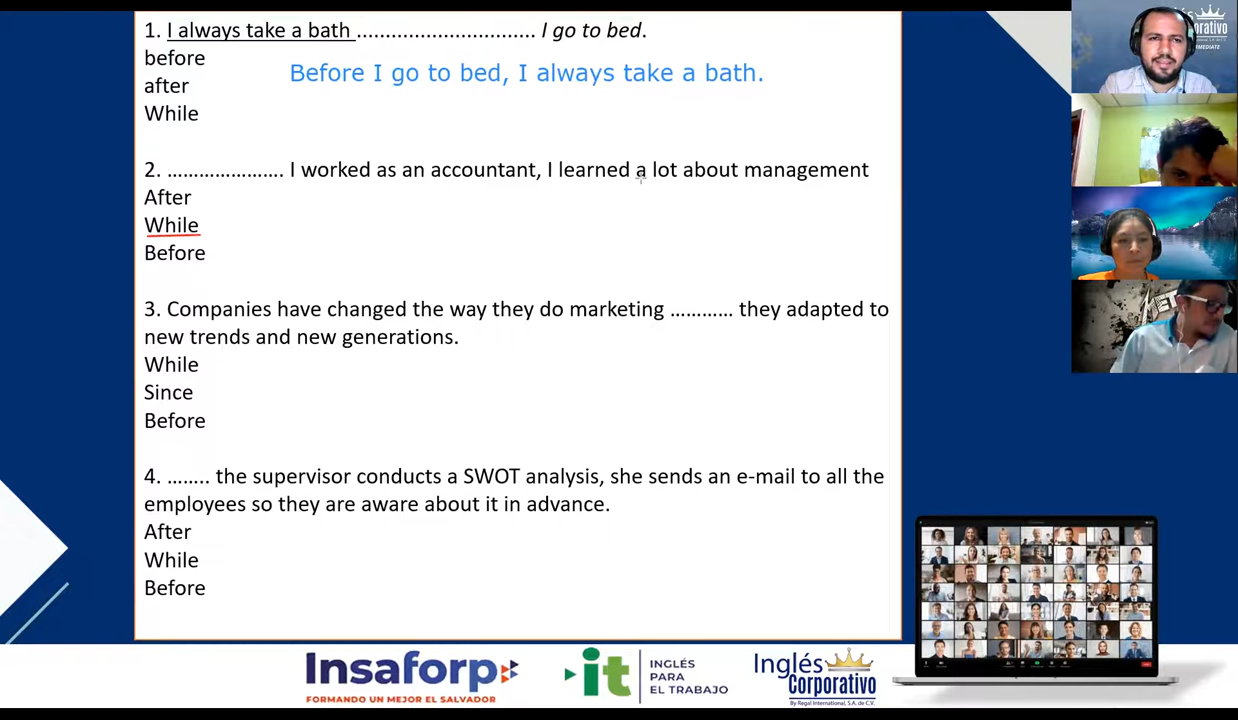 1. I always take a bath ............................... I go to bed.
before
after
While
Before I go to bed, I always take a bath.
2. …………………. I worked as an accountant, I learned a lot about management
After
While
Before
3. Companies have changed the way they do marketing ………… they adapted to
new trends and new generations.
While
Since
Before
4. …….. the supervisor conducts a SWOT analysis, she sends an e-mail to all the
employees so they are aware about it in advance.
After
While
Before
Insaforp
FORMANDO UN MEJOR EL SALVADOR
it
INGLÉS
PARA
EL TRABAJO
Inglés
Corporativo
By Regal International, S.A. de C.V.